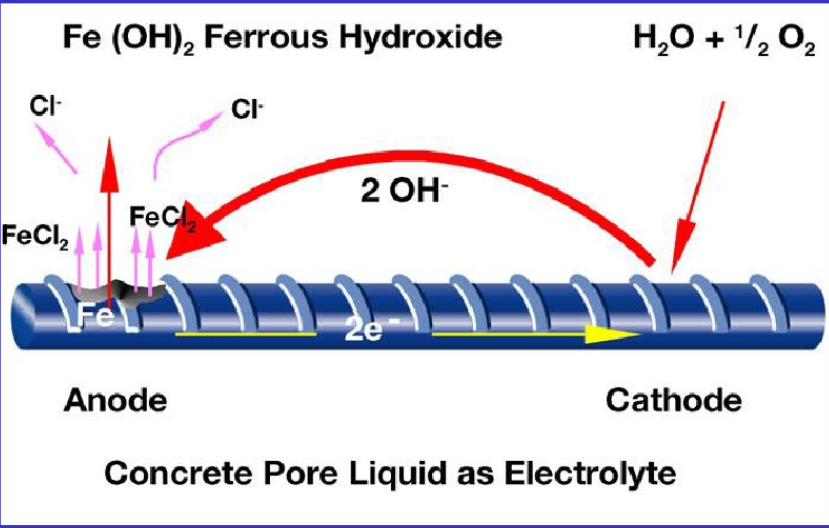 Fe (OH)₂ Ferrous Hydroxide
H₂O + ¹/₂ O₂
Cl⁻
Cl⁻
2 OH⁻
FeCl₂
FeCl₂
Fe
2e⁻
Anode
Cathode
Concrete Pore Liquid as Electrolyte